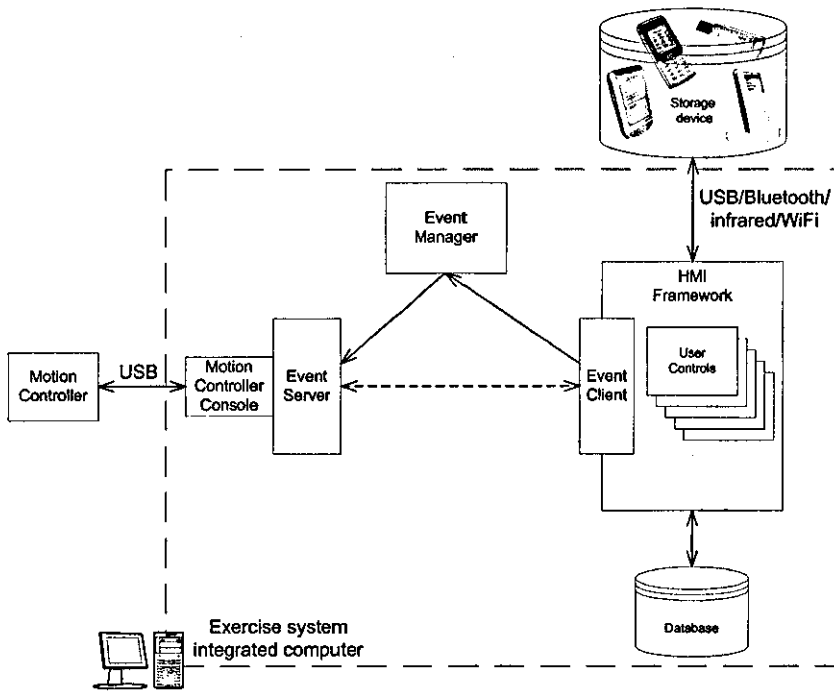 Storage
device
USB/Bluetooth/
infrared/WiFi
Event
Manager
HMI
Framework
User
Controls
Motion
Controller
USB
Motion
Controller
Console
Event
Server
Event
Client
Database
Exercise system
integrated computer